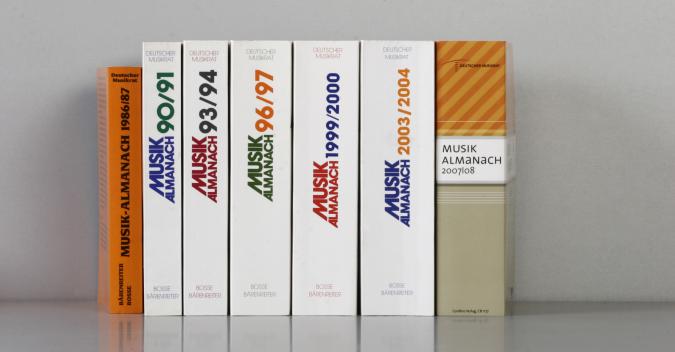 Deutscher
Musikrat
MUSIK-ALMANACH 1986/87
BÄRENREITER
BOSSE
DEUTSCHER
MUSIKRAT
MUSIK
ALMANACH 90/91
BOSSE
BÄRENREITER
DEUTSCHER
MUSIKRAT
MUSIK
ALMANACH 93/94
BOSSE
BÄRENREITER
DEUTSCHER
MUSIKRAT
MUSIK
ALMANACH 96/97
BOSSE
BÄRENREITER
DEUTSCHER
MUSIKRAT
MUSIK
ALMANACH 1999/2000
BOSSE
BÄRENREITER
DEUTSCHER
MUSIKRAT
MUSIK
ALMANACH 2003/2004
BOSSE
BÄRENREITER
DEUTSCHER MUSIKRAT
MUSIK
ALMANACH
2007/08